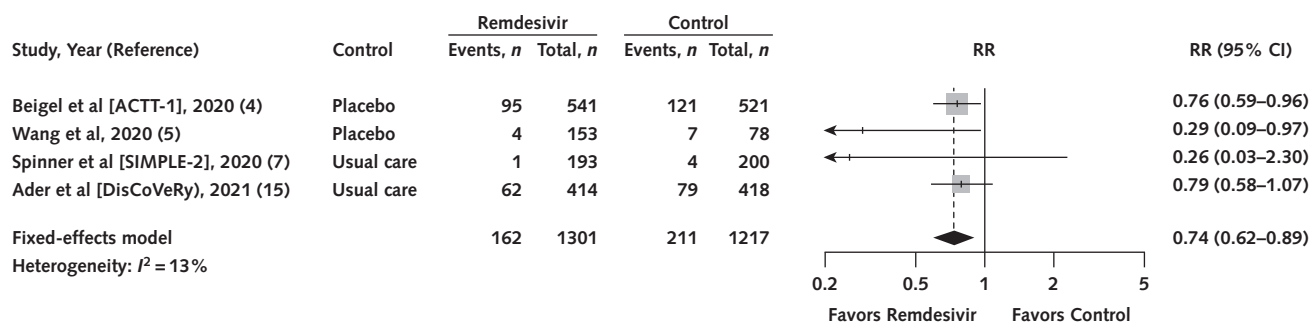 Remdesivir Control
Study, Year (Reference) Control Events, n Total, n Events, n Total, n RR RR (95% CI)
Beigel et al [ACTT-1], 2020 (4) Placebo 95 541 121 521 0.76 (0.59–0.96)
Wang et al, 2020 (5) Placebo 4 153 7 78 0.29 (0.09–0.97)
Spinner et al [SIMPLE-2], 2020 (7) Usual care 1 193 4 200 0.26 (0.03–2.30)
Ader et al [DisCoVeRy), 2021 (15) Usual care 62 414 79 418 0.79 (0.58–1.07)
Fixed-effects model 162 1301 211 1217 0.74 (0.62–0.89)
Heterogeneity: I² = 13%
0.2 0.5 1 2 5
Favors Remdesivir Favors Control